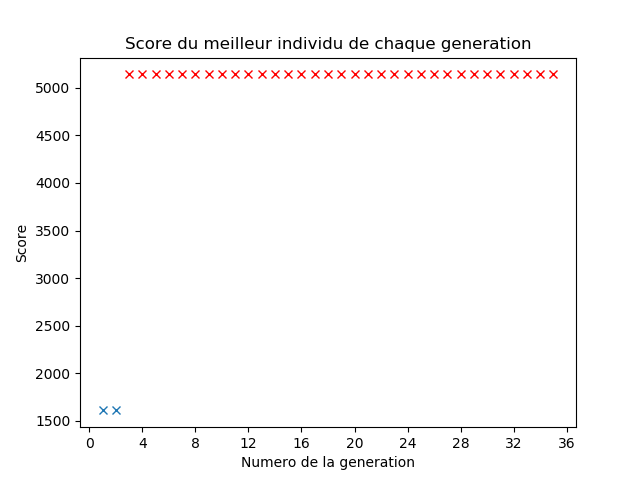 Score du meilleur individu de chaque generation
Score
5000
4500
4000
3500
3000
2500
2000
1500
0 4 8 12 16 20 24 28 32 36
Numero de la generation